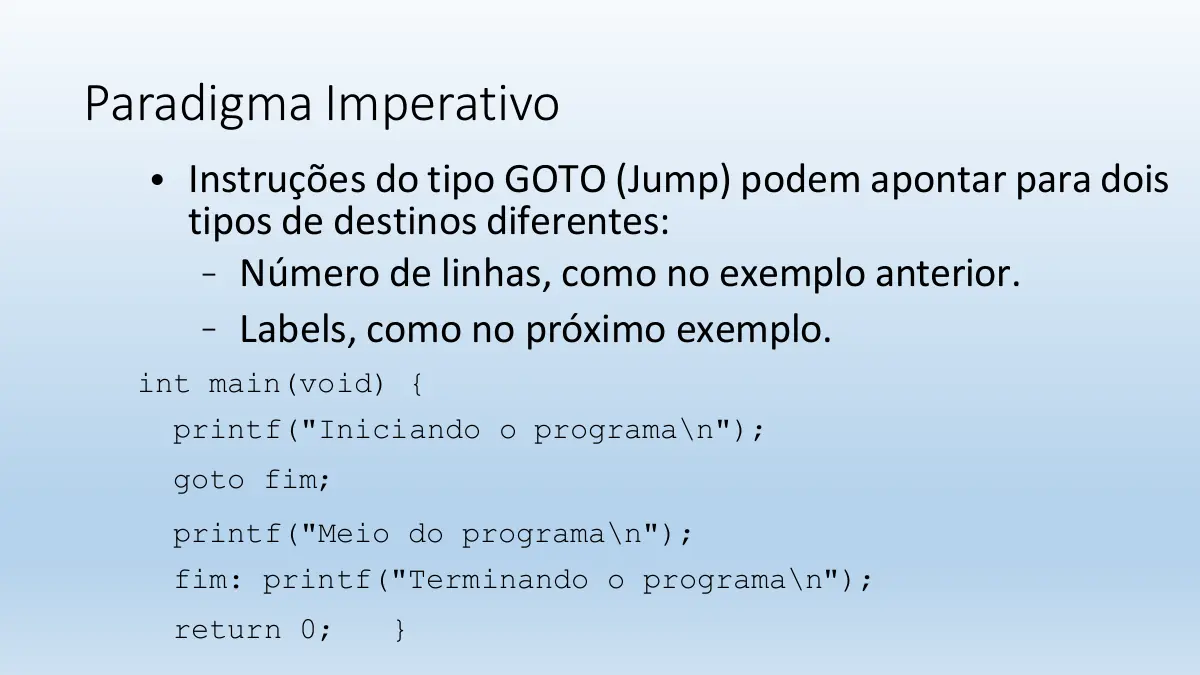 Paradigma Imperativo
• Instruções do tipo GOTO (Jump) podem apontar para dois
tipos de destinos diferentes:
– Número de linhas, como no exemplo anterior.
– Labels, como no próximo exemplo.
int main(void) {
printf("Iniciando o programa\n");
goto fim;
printf("Meio do programa\n");
fim: printf("Terminando o programa\n");
return 0; }